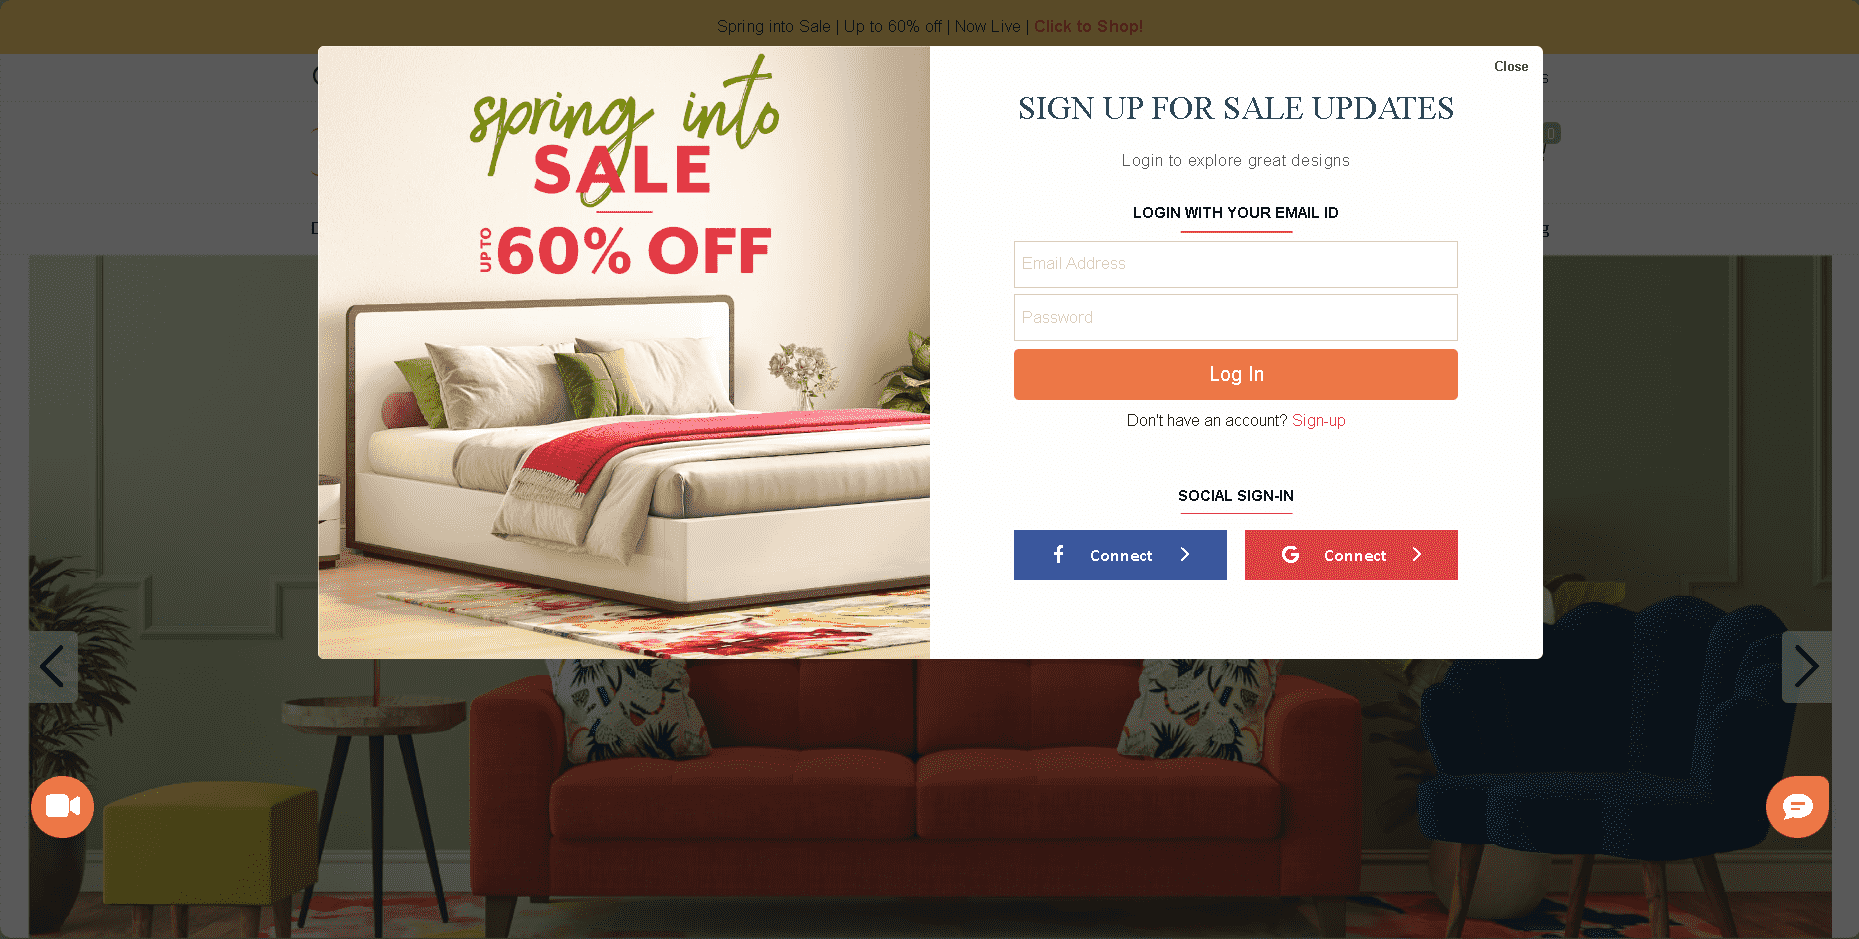 Spring into Sale | Up to 60% off | Now Live | Click to Shop!
Close
spring into
SALE
UP TO 60% OFF
SIGN UP FOR SALE UPDATES
Login to explore great designs
LOGIN WITH YOUR EMAIL ID
Email Address
Password
Log In
Don't have an account? Sign-up
SOCIAL SIGN-IN
f Connect
G Connect